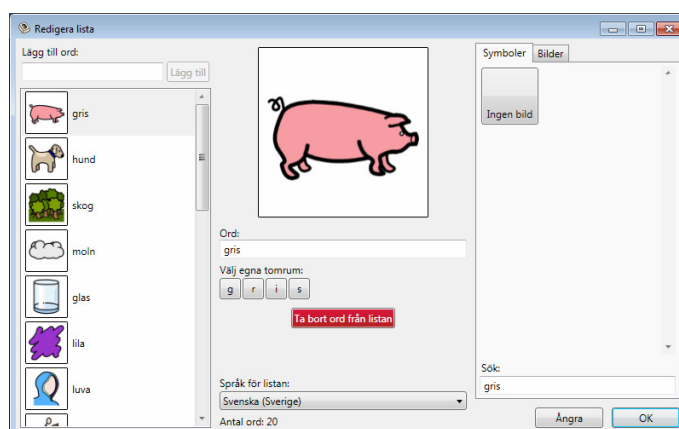 Redigera lista
Lägg till ord:
Lägg till
gris
hund
skog
moln
glas
lila
luva
Ord:
gris
Välj egna tomrum:
g r i s
Ta bort ord från listan
Språk för listan:
Svenska (Sverige)
Antal ord: 20
Symboler Bilder
Ingen bild
Sök:
gris
Ångra OK